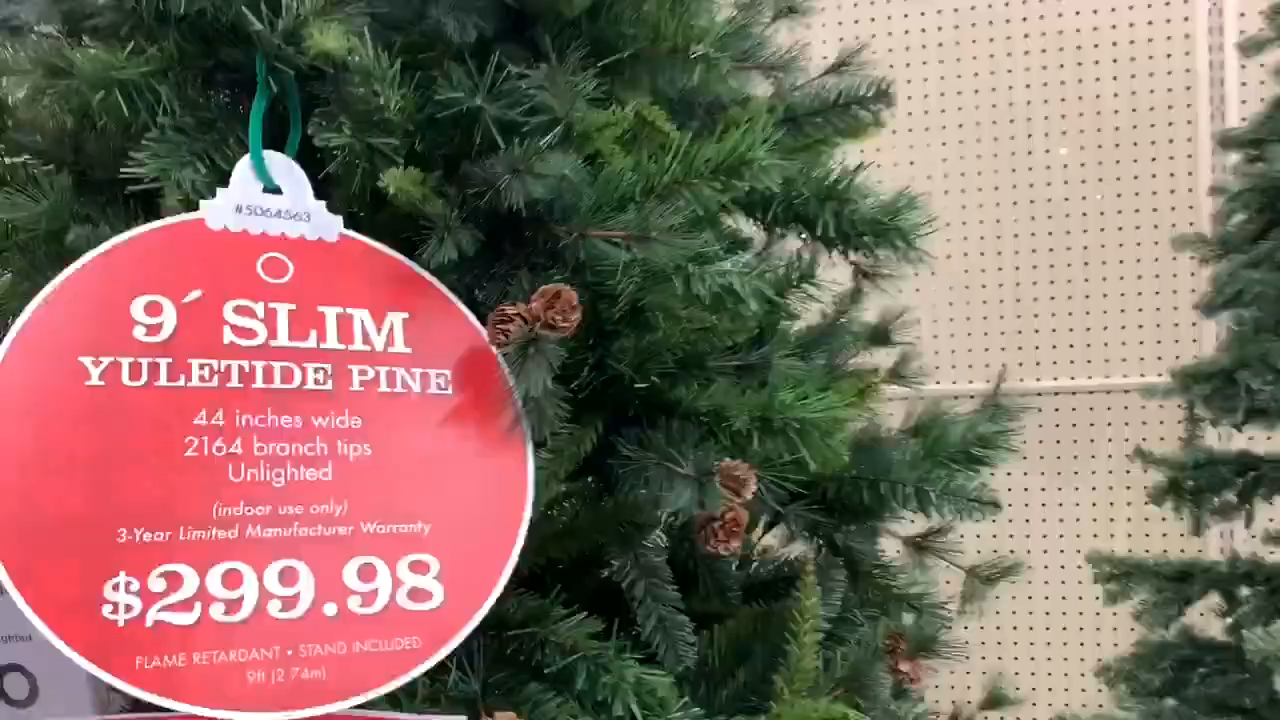 #5064563
9´ SLIM
YULETIDE PINE
44 inches wide
2164 branch tips
Unlighted
(indoor use only)
3-Year Limited Manufacturer Warranty
$299.98
FLAME RETARDANT • STAND INCLUDED
9ft (2.74m)